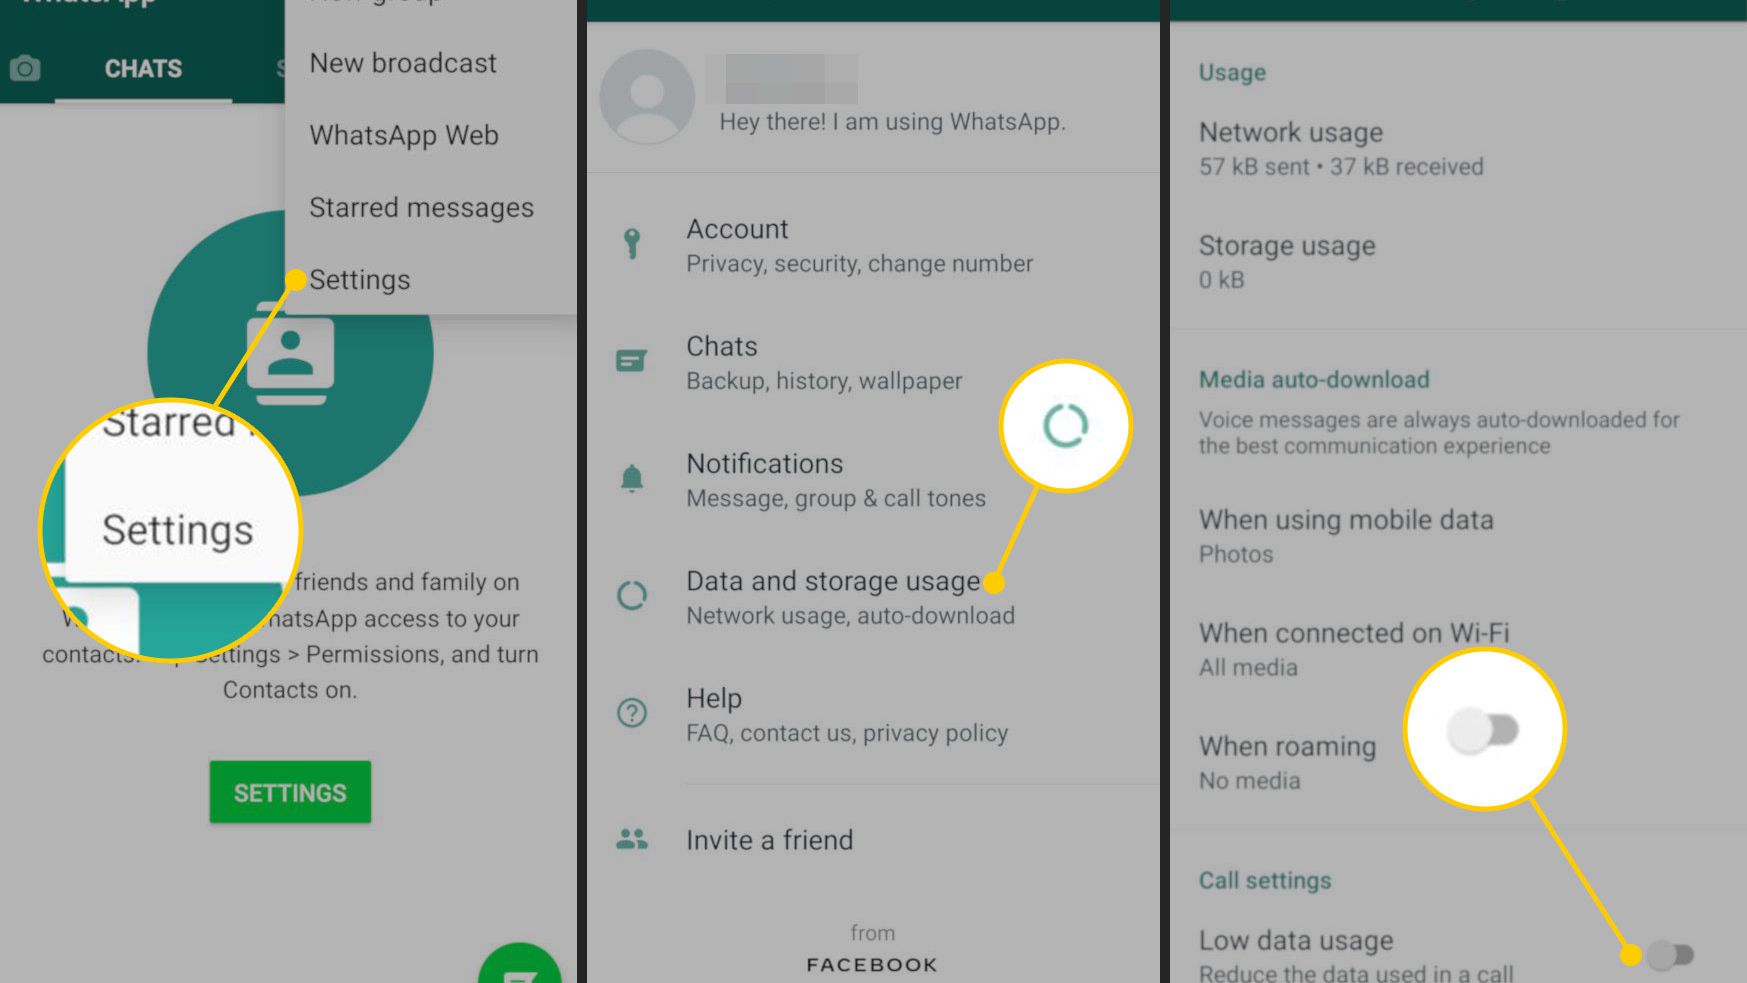 WhatsApp
CHATS
New group
New broadcast
WhatsApp Web
Starred messages
Settings
Starred
Settings
friends and family on
access to your
Settings > Permissions, and turn
Contacts on.
SETTINGS
Hey there! I am using WhatsApp.
Account
Privacy, security, change number
Chats
Backup, history, wallpaper
Notifications
Message, group & call tones
Data and storage usage
Network usage, auto-download
Help
FAQ, contact us, privacy policy
Invite a friend
from
FACEBOOK
Usage
Network usage
57 kB sent • 37 kB received
Storage usage
0 kB
Media auto-download
Voice messages are always auto-downloaded for
the best communication experience
When using mobile data
Photos
When connected on Wi-Fi
All media
When roaming
No media
Call settings
Low data usage
Reduce the data used in a call